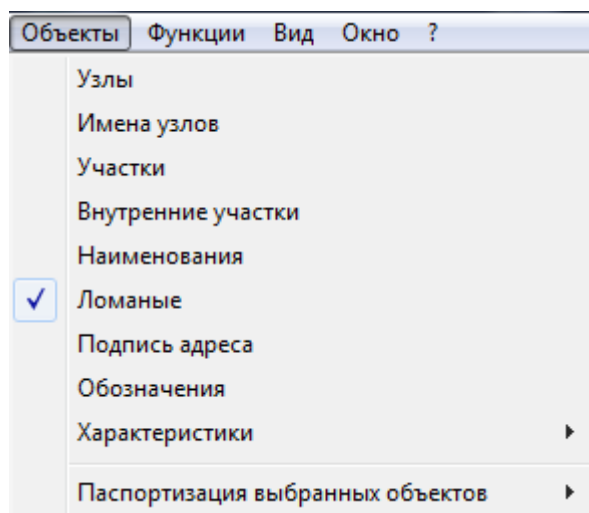 Объекты Функции Вид Окно ?
Узлы
Имена узлов
Участки
Внутренние участки
Наименования
Ломаные
Подпись адреса
Обозначения
Характеристики
Паспортизация выбранных объектов